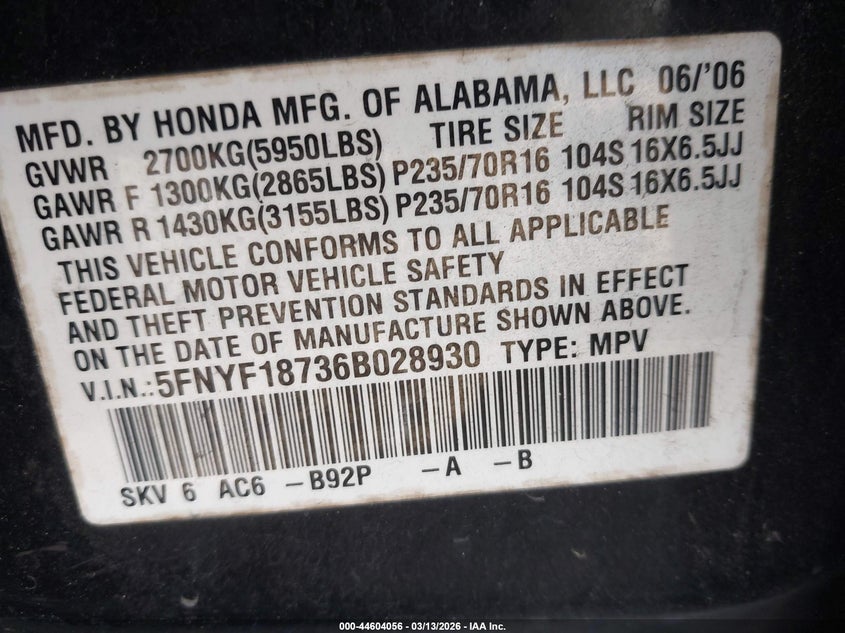 MFD. BY HONDA MFG. OF ALABAMA, LLC 06/'06
GVWR 2700KG(5950LBS) TIRE SIZE RIM SIZE
GAWR F 1300KG(2865LBS) P235/70R16 104S 16X6.5JJ
GAWR R 1430KG(3155LBS) P235/70R16 104S 16X6.5JJ
THIS VEHICLE CONFORMS TO ALL APPLICABLE
FEDERAL MOTOR VEHICLE SAFETY
AND THEFT PREVENTION STANDARDS IN EFFECT
ON THE DATE OF MANUFACTURE SHOWN ABOVE.
V.I.N.: 5FNYF18736B028930 TYPE: MPV
SKV 6 AC6 -B92P -A -B
000-44604056 - 03/13/2026 - IAA Inc.